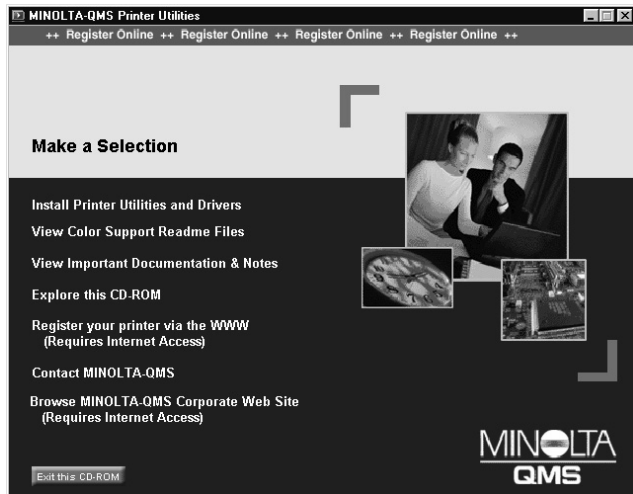 MINOLTA-QMS Printer Utilities
++ Register Online ++ Register Online ++ Register Online ++ Register Online ++
Make a Selection
Install Printer Utilities and Drivers
View Color Support Readme Files
View Important Documentation & Notes
Explore this CD-ROM
Register your printer via the WWW
(Requires Internet Access)
Contact MINOLTA-QMS
Browse MINOLTA-QMS Corporate Web Site
(Requires Internet Access)
Exit this CD-ROM
MINOLTA
QMS